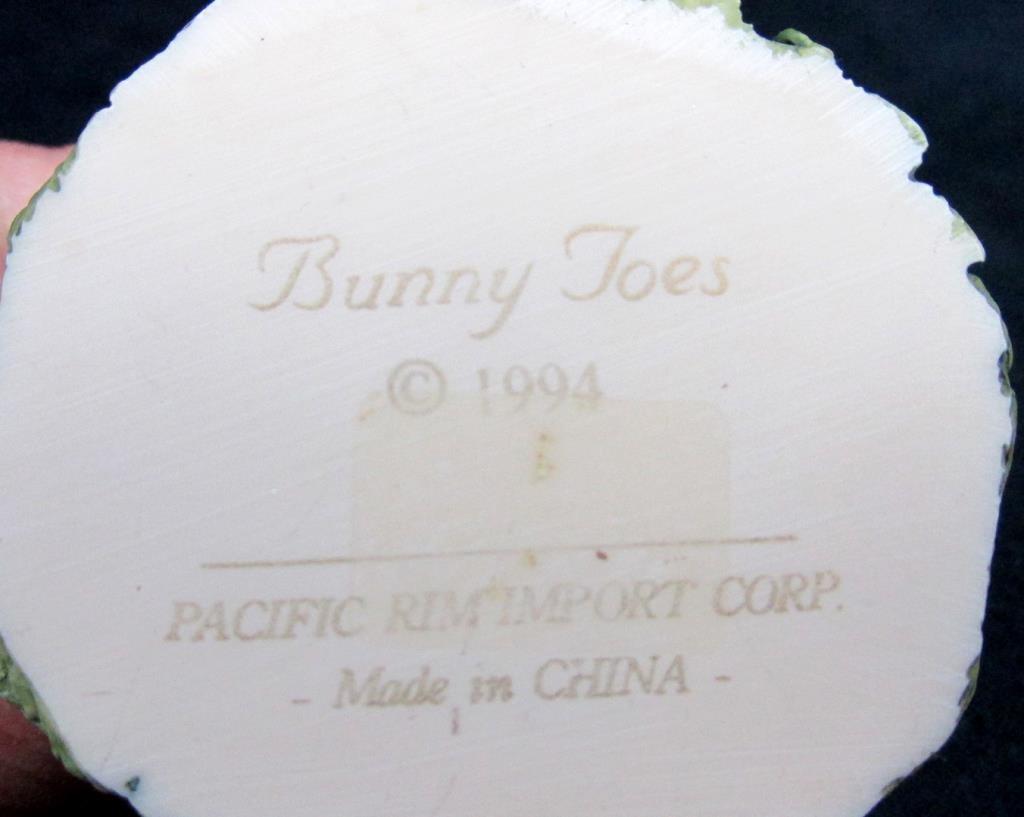 Bunny Toes
© 1994
PACIFIC RIM IMPORT CORP.
- Made in CHINA -